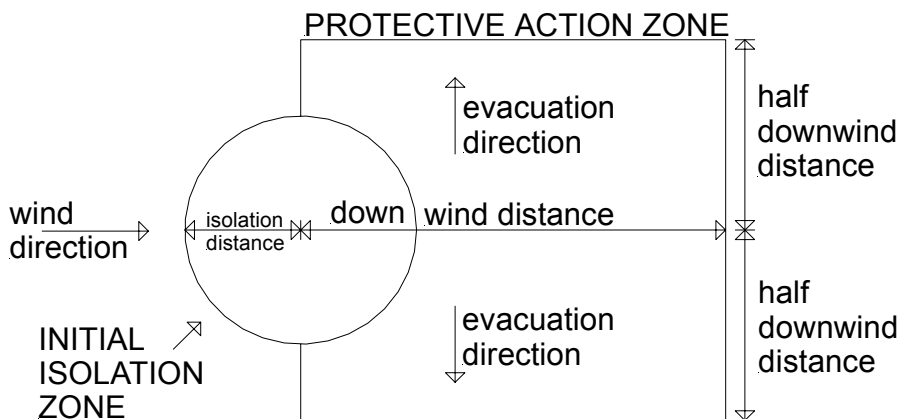 PROTECTIVE ACTION ZONE
evacuation
direction
half
downwind
distance
wind
direction
isolation
distance
down wind distance
evacuation
direction
half
downwind
distance
INITIAL
ISOLATION
ZONE